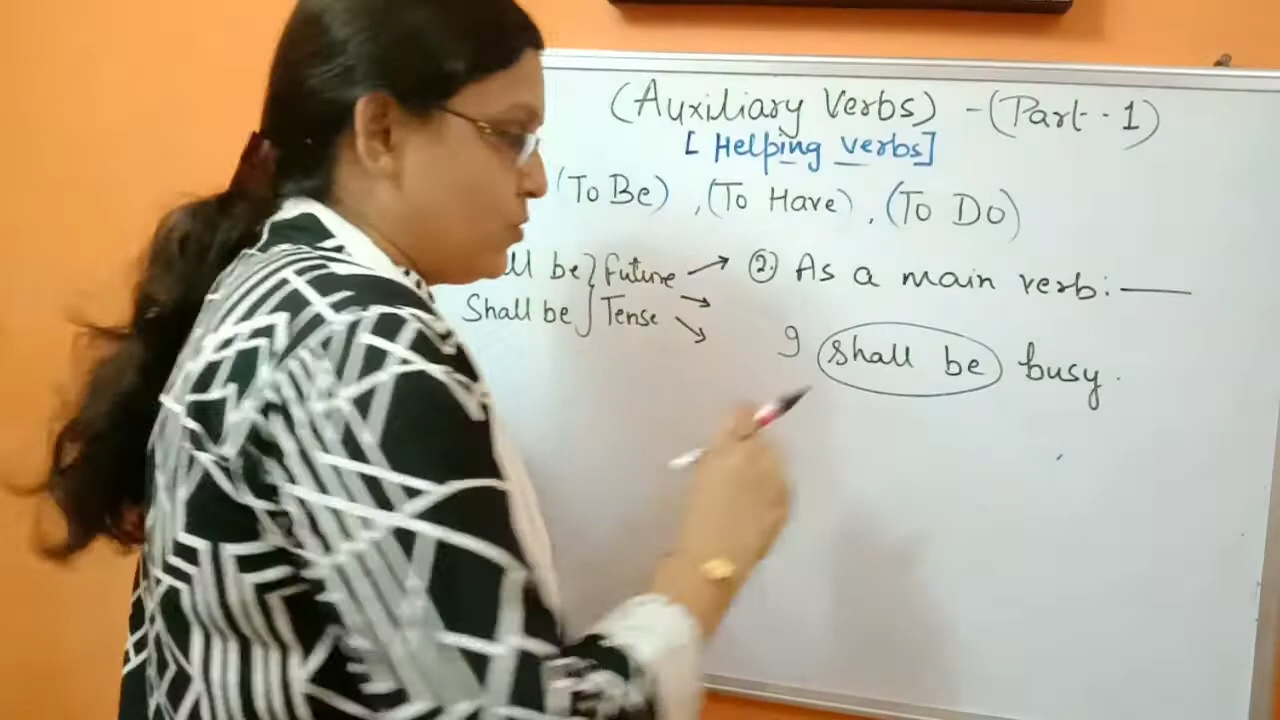 (Auxiliary Verbs) - (Part - 1)
[Helping verbs]
(To Be), (To Have), (To Do)
be } Future → ② As a main verb: —
Shall be } Tense
I shall be busy.